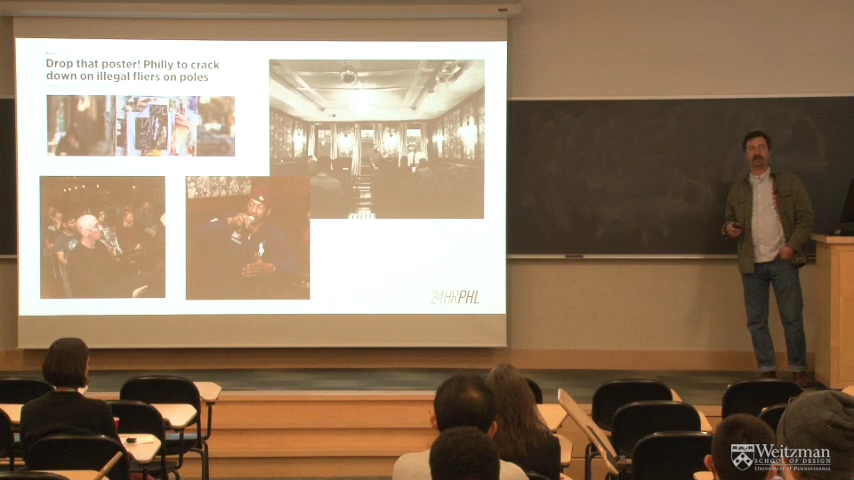 Drop that poster! Philly to crack
down on illegal fliers on poles
24HRPHL
Weitzman
SCHOOL OF DESIGN
UNIVERSITY OF PENNSYLVANIA